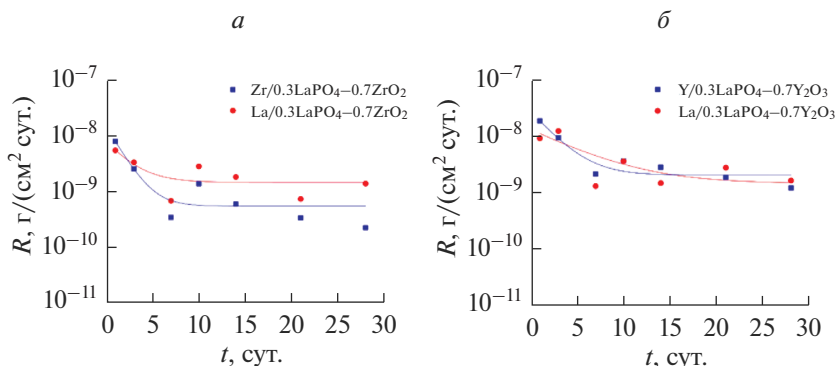 а
10⁻⁷
10⁻⁸
10⁻⁹
10⁻¹⁰
10⁻¹¹
R, г/(см² сут.)
Zr/0.3LaPO₄–0.7ZrO₂
La/0.3LaPO₄–0.7ZrO₂
0 5 10 15 20 25 30
t, сут.
б
10⁻⁷
10⁻⁸
10⁻⁹
10⁻¹⁰
10⁻¹¹
R, г/(см² сут.)
Y/0.3LaPO₄–0.7Y₂O₃
La/0.3LaPO₄–0.7Y₂O₃
0 5 10 15 20 25 30
t, сут.